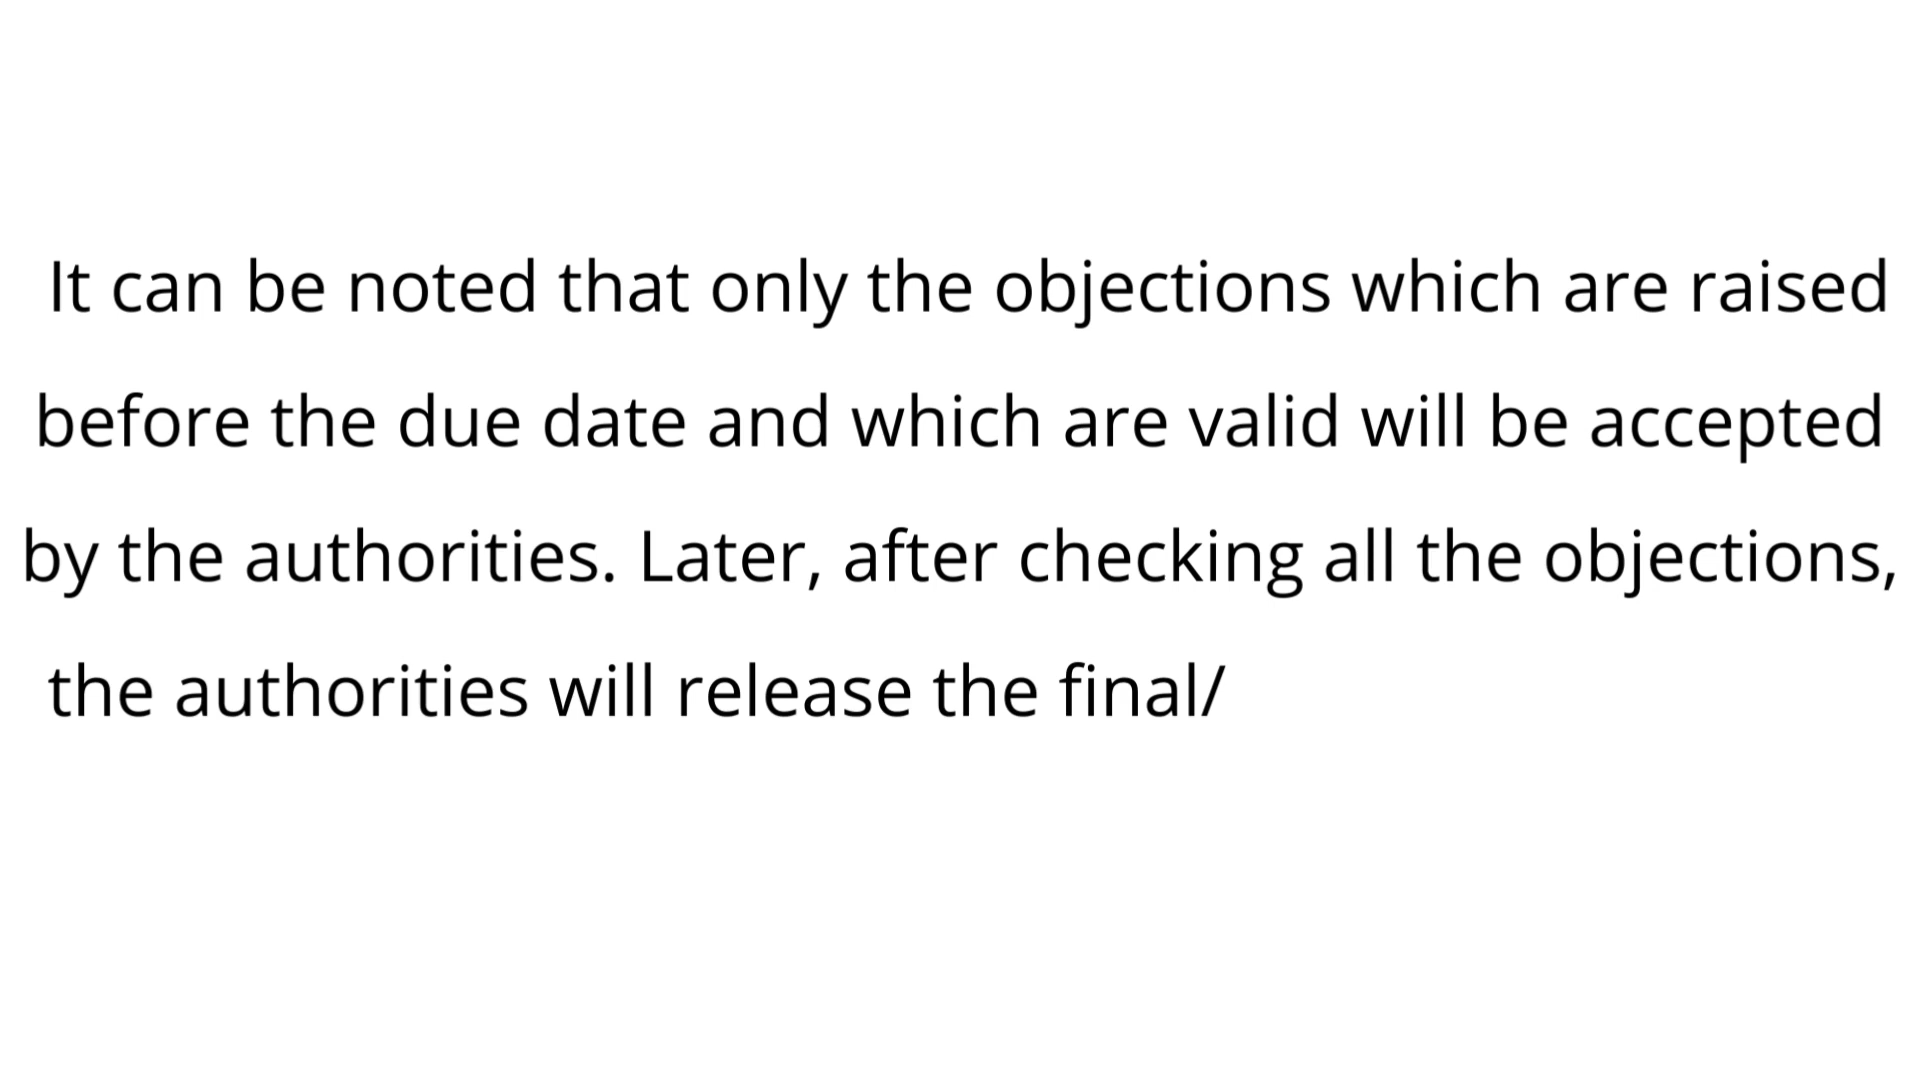 It can be noted that only the objections which are raised
before the due date and which are valid will be accepted
by the authorities. Later, after checking all the objections,
the authorities will release the final/